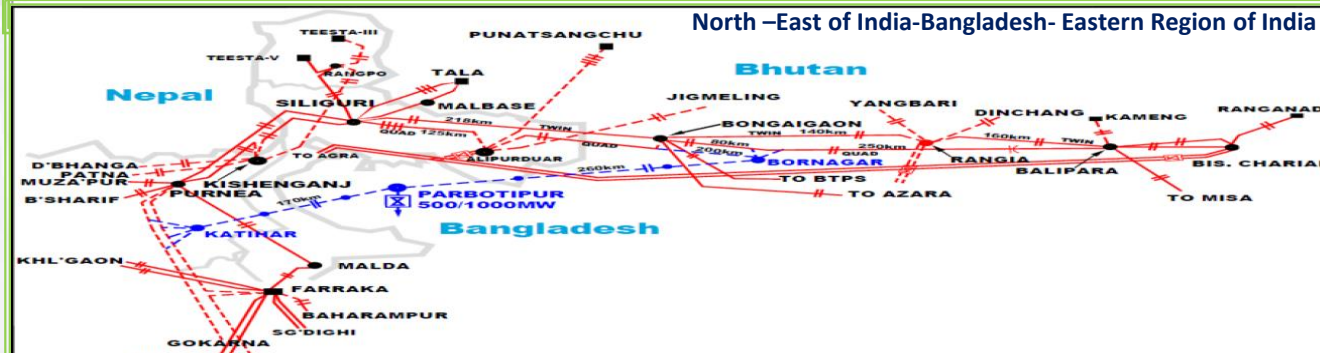 North –East of India-Bangladesh- Eastern Region of India
TEESTA-III
PUNATSANGCHU
TEESTA-V
RANGPO
TALA
Bhutan
Nepal
JIGMELING
YANGBARI
DINCHANG
KAMENG
RANGANAD
SILIGURI
MALBASE
218km
BONGAIGAON
TWIN
TWIN
140km
160km
TWIN
QUAD
125km
QUAD
80km
200km
250km
QUAD
D'BHANGA
TO AGRA
ALIPURDUAR
BORNAGAR
RANGIA
BIS. CHARIAL
PATNA
260km
BALIPARA
MUZA'PUR
KISHENGANJ
TO BTPS
PURNEA
PARBOTIPUR
500/1000MW
TO AZARA
TO MISA
B'SHARIF
170km
KATIHAR
Bangladesh
KHL'GAON
MALDA
FARRAKA
BAHARAMPUR
SG'DIGHI
GOKARNA